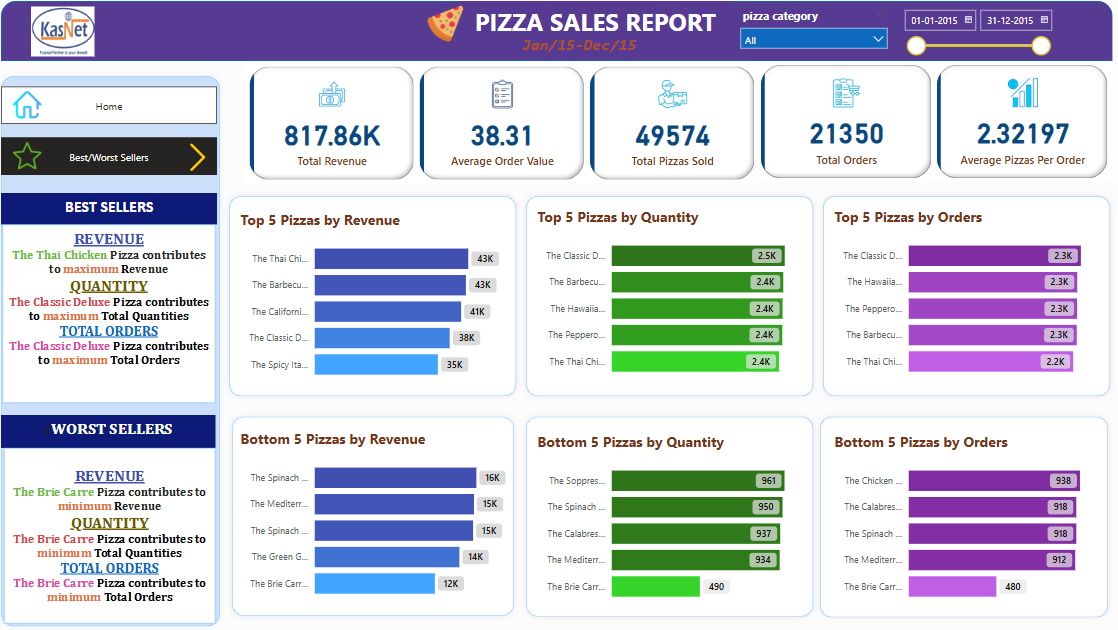 KasNet
Trusted Partner in your Growth
PIZZA SALES REPORT
Jan/15-Dec/15
pizza category
All
01-01-2015
31-12-2015
Home
Best/Worst Sellers
BEST SELLERS
REVENUE
The Thai Chicken Pizza contributes
to maximum Revenue
QUANTITY
The Classic Deluxe Pizza contributes
to maximum Total Quantities
TOTAL ORDERS
The Classic Deluxe Pizza contributes
to maximum Total Orders
WORST SELLERS
REVENUE
The Brie Carre Pizza contributes to
minimum Revenue
QUANTITY
The Brie Carre Pizza contributes to
minimum Total Quantities
TOTAL ORDERS
The Brie Carre Pizza contributes to
minimum Total Orders
817.86K
Total Revenue
38.31
Average Order Value
49574
Total Pizzas Sold
21350
Total Orders
2.32197
Average Pizzas Per Order
Top 5 Pizzas by Revenue
The Thai Chi... 43K
The Barbecu... 43K
The Californi... 41K
The Classic D... 38K
The Spicy Ita... 35K
Top 5 Pizzas by Quantity
The Classic D... 2.5K
The Barbecu... 2.4K
The Hawaiia... 2.4K
The Peppero... 2.4K
The Thai Chi... 2.4K
Top 5 Pizzas by Orders
The Classic D... 2.3K
The Hawaiia... 2.3K
The Peppero... 2.3K
The Barbecu... 2.3K
The Thai Chi... 2.2K
Bottom 5 Pizzas by Revenue
The Spinach ... 16K
The Mediterr... 15K
The Spinach ... 15K
The Green G... 14K
The Brie Carr... 12K
Bottom 5 Pizzas by Quantity
The Soppres... 961
The Spinach ... 950
The Calabres... 937
The Mediterr... 934
The Brie Carr... 490
Bottom 5 Pizzas by Orders
The Chicken ... 938
The Calabres... 918
The Spinach ... 918
The Mediterr... 912
The Brie Carr... 480